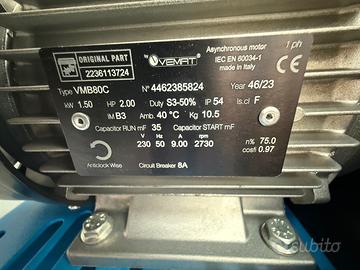 ORIGINAL PART
2236113724
VEMAT
Asynchronous motor
IEC EN 60034-1
made in Italy
1 ph
Type VMB80C
N° 4462385824
Year 46/23
kW 1.50 HP 2.00 Duty S3-50% IP 54 Is.cl F
IM B3 Amb. 40 °C Kg 10.5
Capacitor RUN mF 35 Capacitor START mF
V Hz A rpm
230 50 9.00 2730
n% 75.0
cosfi 0.97
Anticlock Wise
Circuit Breaker 8A
subito